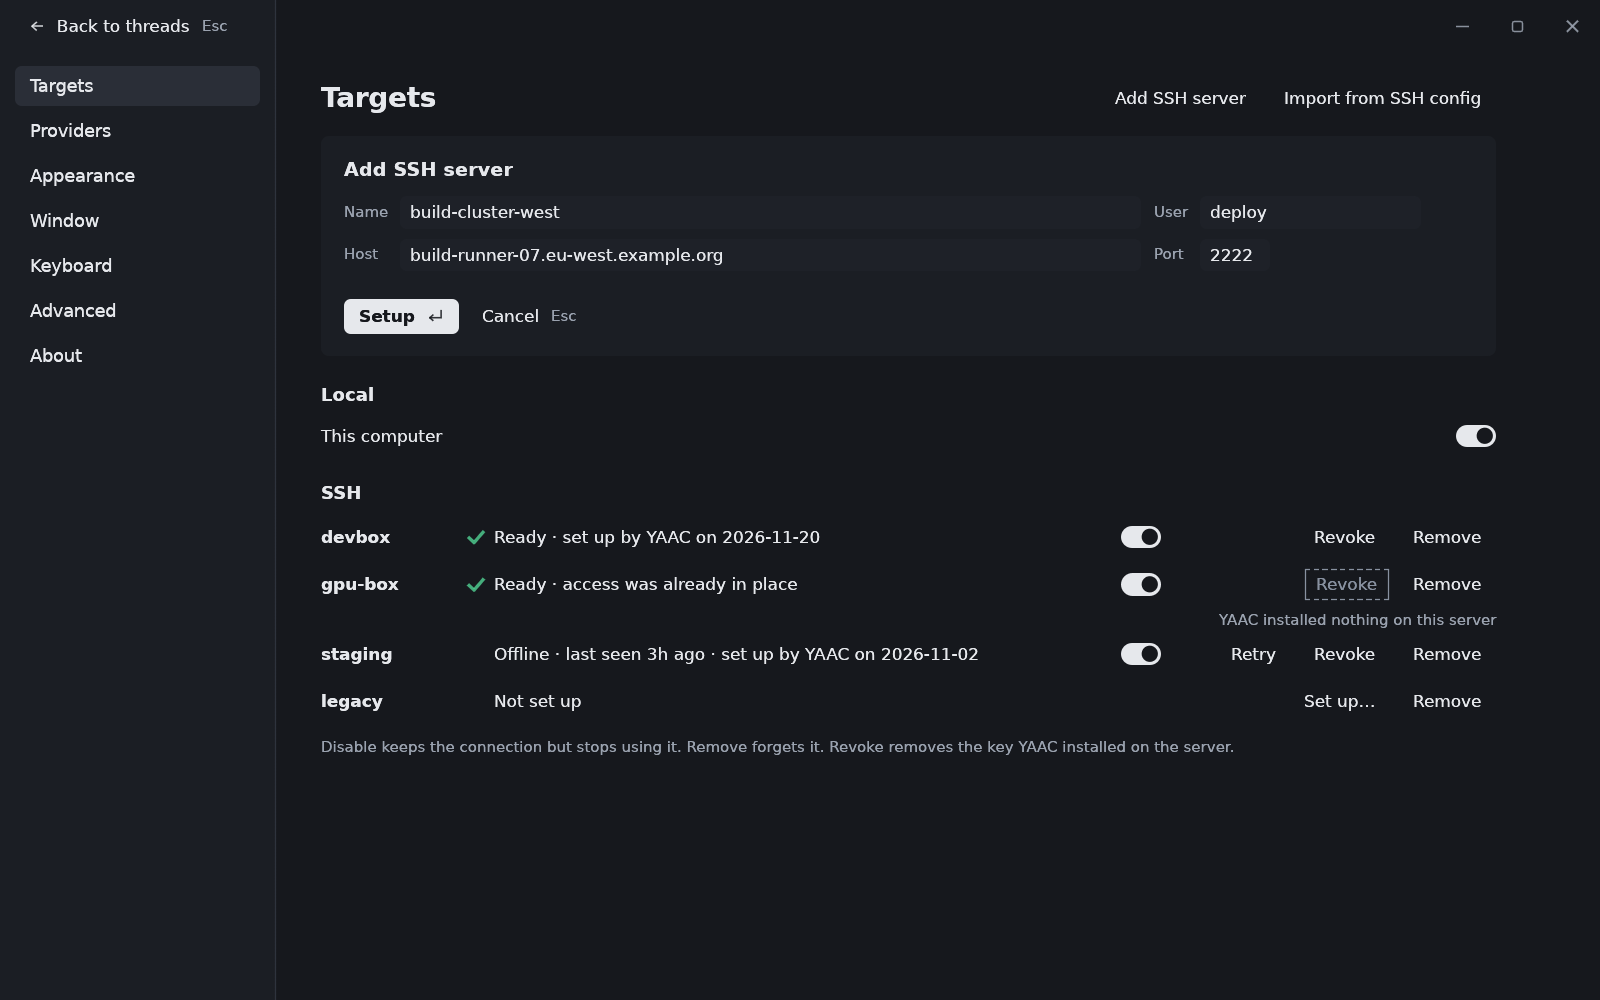 Back to threads Esc
Targets
Providers
Appearance
Window
Keyboard
Advanced
About
Targets Add SSH server Import from SSH config
Add SSH server
Name build-cluster-west User deploy
Host build-runner-07.eu-west.example.org Port 2222
Setup Cancel Esc
Local
This computer
SSH
devbox Ready · set up by YAAC on 2026-11-20 Revoke Remove
gpu-box Ready · access was already in place Revoke Remove
YAAC installed nothing on this server
staging Offline · last seen 3h ago · set up by YAAC on 2026-11-02 Retry Revoke Remove
legacy Not set up Set up... Remove
Disable keeps the connection but stops using it. Remove forgets it. Revoke removes the key YAAC installed on the server.